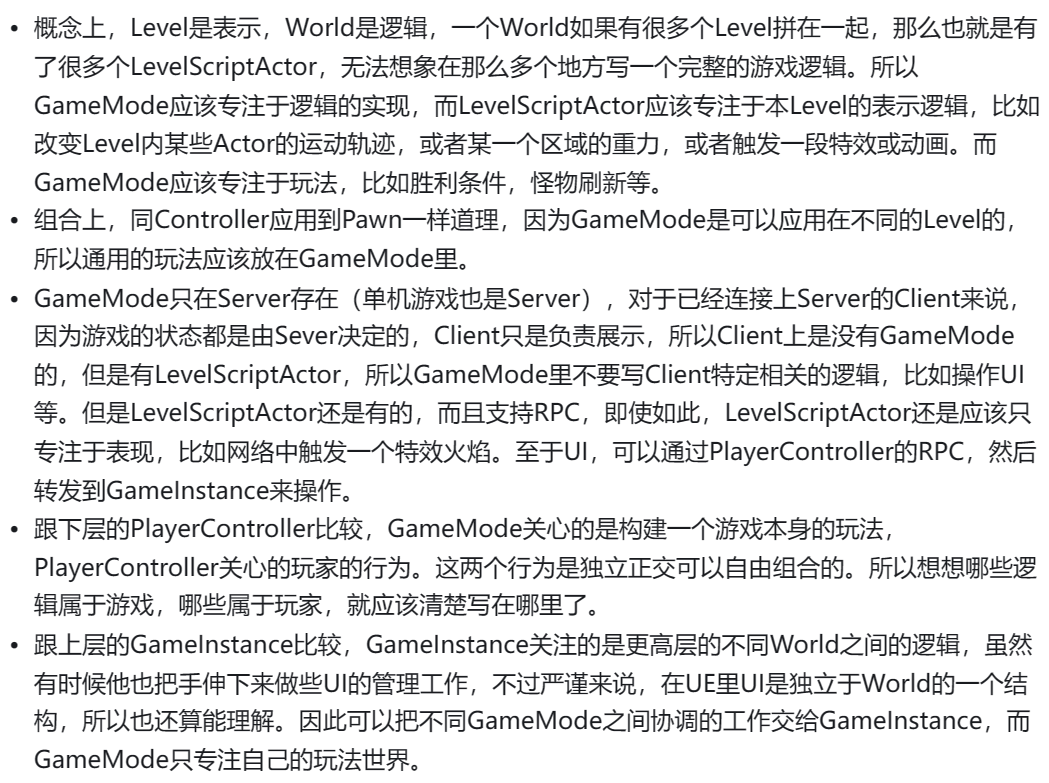 • 概念上，Level是表示，World是逻辑，一个World如果有很多个Level拼在一起，那么也就是有
了很多个LevelScriptActor，无法想象在那么多个地方写一个完整的游戏逻辑。所以
GameMode应该专注于逻辑的实现，而LevelScriptActor应该专注于本Level的表示逻辑，比如
改变Level内某些Actor的运动轨迹，或者某一个区域的重力，或者触发一段特效或动画。而
GameMode应该专注于玩法，比如胜利条件，怪物刷新等。
• 组合上，同Controller应用到Pawn一样道理，因为GameMode是可以应用在不同的Level的，
所以通用的玩法应该放在GameMode里。
• GameMode只在Server存在（单机游戏也是Server），对于已经连接上Server的Client来说，
因为游戏的状态都是由Sever决定的，Client只是负责展示，所以Client上是没有GameMode
的，但是有LevelScriptActor，所以GameMode里不要写Client特定相关的逻辑，比如操作UI
等。但是LevelScriptActor还是有的，而且支持RPC，即使如此，LevelScriptActor还是应该只
专注于表现，比如网络中触发一个特效火焰。至于UI，可以通过PlayerController的RPC，然后
转发到GameInstance来操作。
• 跟下层的PlayerController比较，GameMode关心的是构建一个游戏本身的玩法，
PlayerController关心的玩家的行为。这两个行为是独立正交可以自由组合的。所以想想哪些逻
辑属于游戏，哪些属于玩家，就应该清楚写在哪里了。
• 跟上层的GameInstance比较，GameInstance关注的是更高层的不同World之间的逻辑，虽然
有时候他也把手伸下来做些UI的管理工作，不过严谨来说，在UE里UI是独立于World的一个结
构，所以也还算能理解。因此可以把不同GameMode之间协调的工作交给GameInstance，而
GameMode只专注自己的玩法世界。